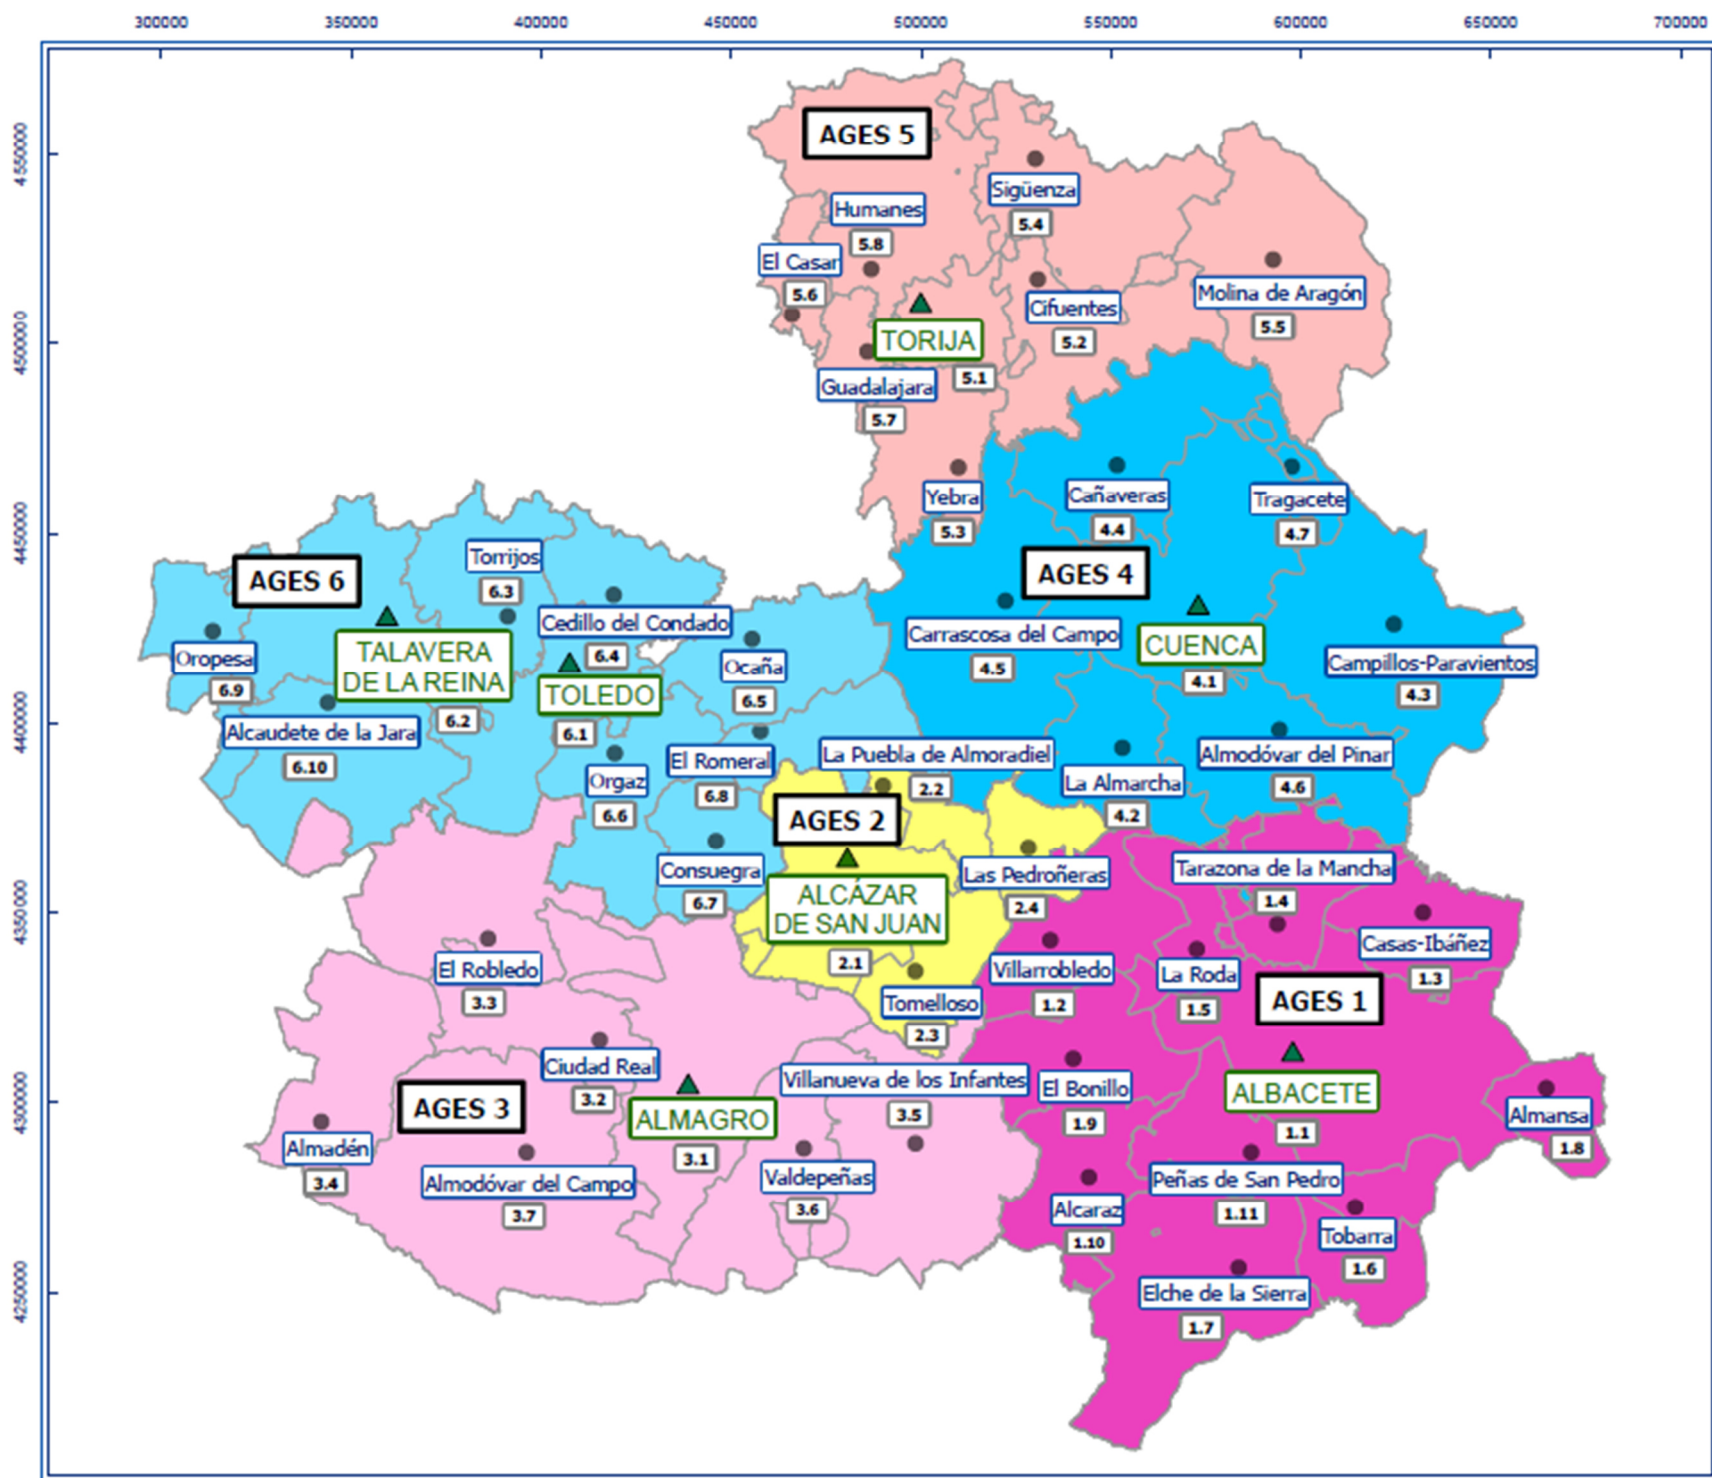 300000 350000 400000 450000 500000 550000 600000 650000 700000
4550000
4500000
4450000
4400000
4350000
4300000
4250000
AGES 5
Sigüenza
5.4
Humanes
5.8
El Casar
5.6
Molina de Aragón
5.5
Cifuentes
5.2
TORIJA
5.1
Guadalajara
5.7
Yebra
5.3
Cañaveras
4.4
Tragacete
4.7
AGES 4
Carrascosa del Campo
4.5
CUENCA
4.1
Campillos-Paravientos
4.3
La Almarcha
4.2
Almodóvar del Pinar
4.6
AGES 6
Torrijos
6.3
Cedillo del Condado
6.4
Oropesa
6.9
TALAVERA
DE LA REINA
6.2
TOLEDO
6.1
Ocaña
6.5
Alcaudete de la Jara
6.10
Orgaz
6.6
El Romeral
6.8
Consuegra
6.7
La Puebla de Almoradiel
2.2
AGES 2
ALCÁZAR
DE SAN JUAN
2.1
Las Pedroñeras
2.4
Tomelloso
2.3
Tarazona de la Mancha
1.4
Casas-Ibáñez
1.3
Villarrobledo
1.2
La Roda
1.5
AGES 1
ALBACETE
1.1
El Bonillo
1.9
Almansa
1.8
Peñas de San Pedro
1.11
Alcaraz
1.10
Tobarra
1.6
Elche de la Sierra
1.7
El Robledo
3.3
Ciudad Real
3.2
AGES 3
ALMAGRO
3.1
Villanueva de los Infantes
3.5
Almadén
3.4
Almodóvar del Campo
3.7
Valdepeñas
3.6